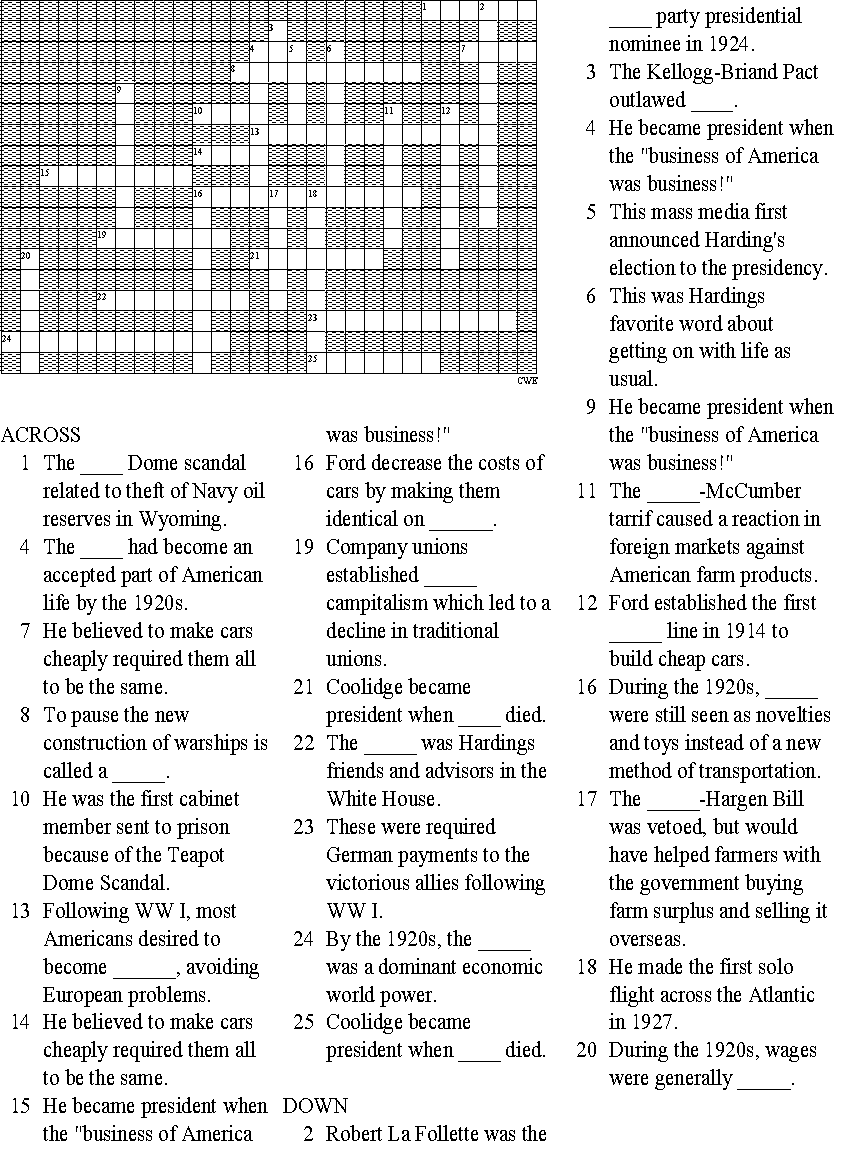 1
2
3
4
5
6
7
8
9
10
11
12
13
14
15
16
17
18
19
20
21
22
23
24
25
CWE
ACROSS
1 The ____ Dome scandal
related to theft of Navy oil
reserves in Wyoming.
4 The ____ had become an
accepted part of American
life by the 1920s.
7 He believed to make cars
cheaply required them all
to be the same.
8 To pause the new
construction of warships is
called a _____.
10 He was the first cabinet
member sent to prison
because of the Teapot
Dome Scandal.
13 Following WW I, most
Americans desired to
become ______, avoiding
European problems.
14 He believed to make cars
cheaply required them all
to be the same.
15 He became president when
the "business of America
was business!"
16 Ford decrease the costs of
cars by making them
identical on ______.
19 Company unions
established _____
campitalism which led to a
decline in traditional
unions.
21 Coolidge became
president when ____ died.
22 The _____ was Hardings
friends and advisors in the
White House.
23 These were required
German payments to the
victorious allies following
WW I.
24 By the 1920s, the _____
was a dominant economic
world power.
25 Coolidge became
president when ____ died.
DOWN
2 Robert La Follette was the
____ party presidential
nominee in 1924.
3 The Kellogg-Briand Pact
outlawed ____.
4 He became president when
the "business of America
was business!"
5 This mass media first
announced Harding's
election to the presidency.
6 This was Hardings
favorite word about
getting on with life as
usual.
9 He became president when
the "business of America
was business!"
11 The _____-McCumber
tarrif caused a reaction in
foreign markets against
American farm products.
12 Ford established the first
_____ line in 1914 to
build cheap cars.
16 During the 1920s, _____
were still seen as novelties
and toys instead of a new
method of transportation.
17 The _____-Hargen Bill
was vetoed, but would
have helped farmers with
the government buying
farm surplus and selling it
overseas.
18 He made the first solo
flight across the Atlantic
in 1927.
20 During the 1920s, wages
were generally _____.